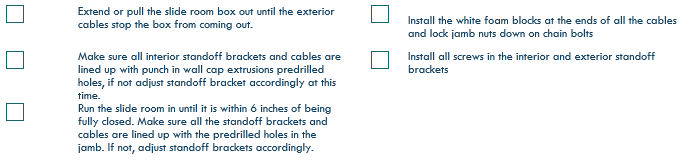 Extend or pull the slide room box out until the exterior
cables stop the box from coming out.
Make sure all interior standoff brackets and cables are
lined up with punch in wall cap extrusions predrilled
holes, if not adjust standoff bracket accordingly at this
time.
Run the slide room in until it is within 6 inches of being
fully closed. Make sure all the standoff brackets and
cables are lined up with the predrilled holes in the
jamb. If not, adjust standoff brackets accordingly.
Install the white foam blocks at the ends of all the cables
and lock jamb nuts down on chain bolts
Install all screws in the interior and exterior standoff
brackets